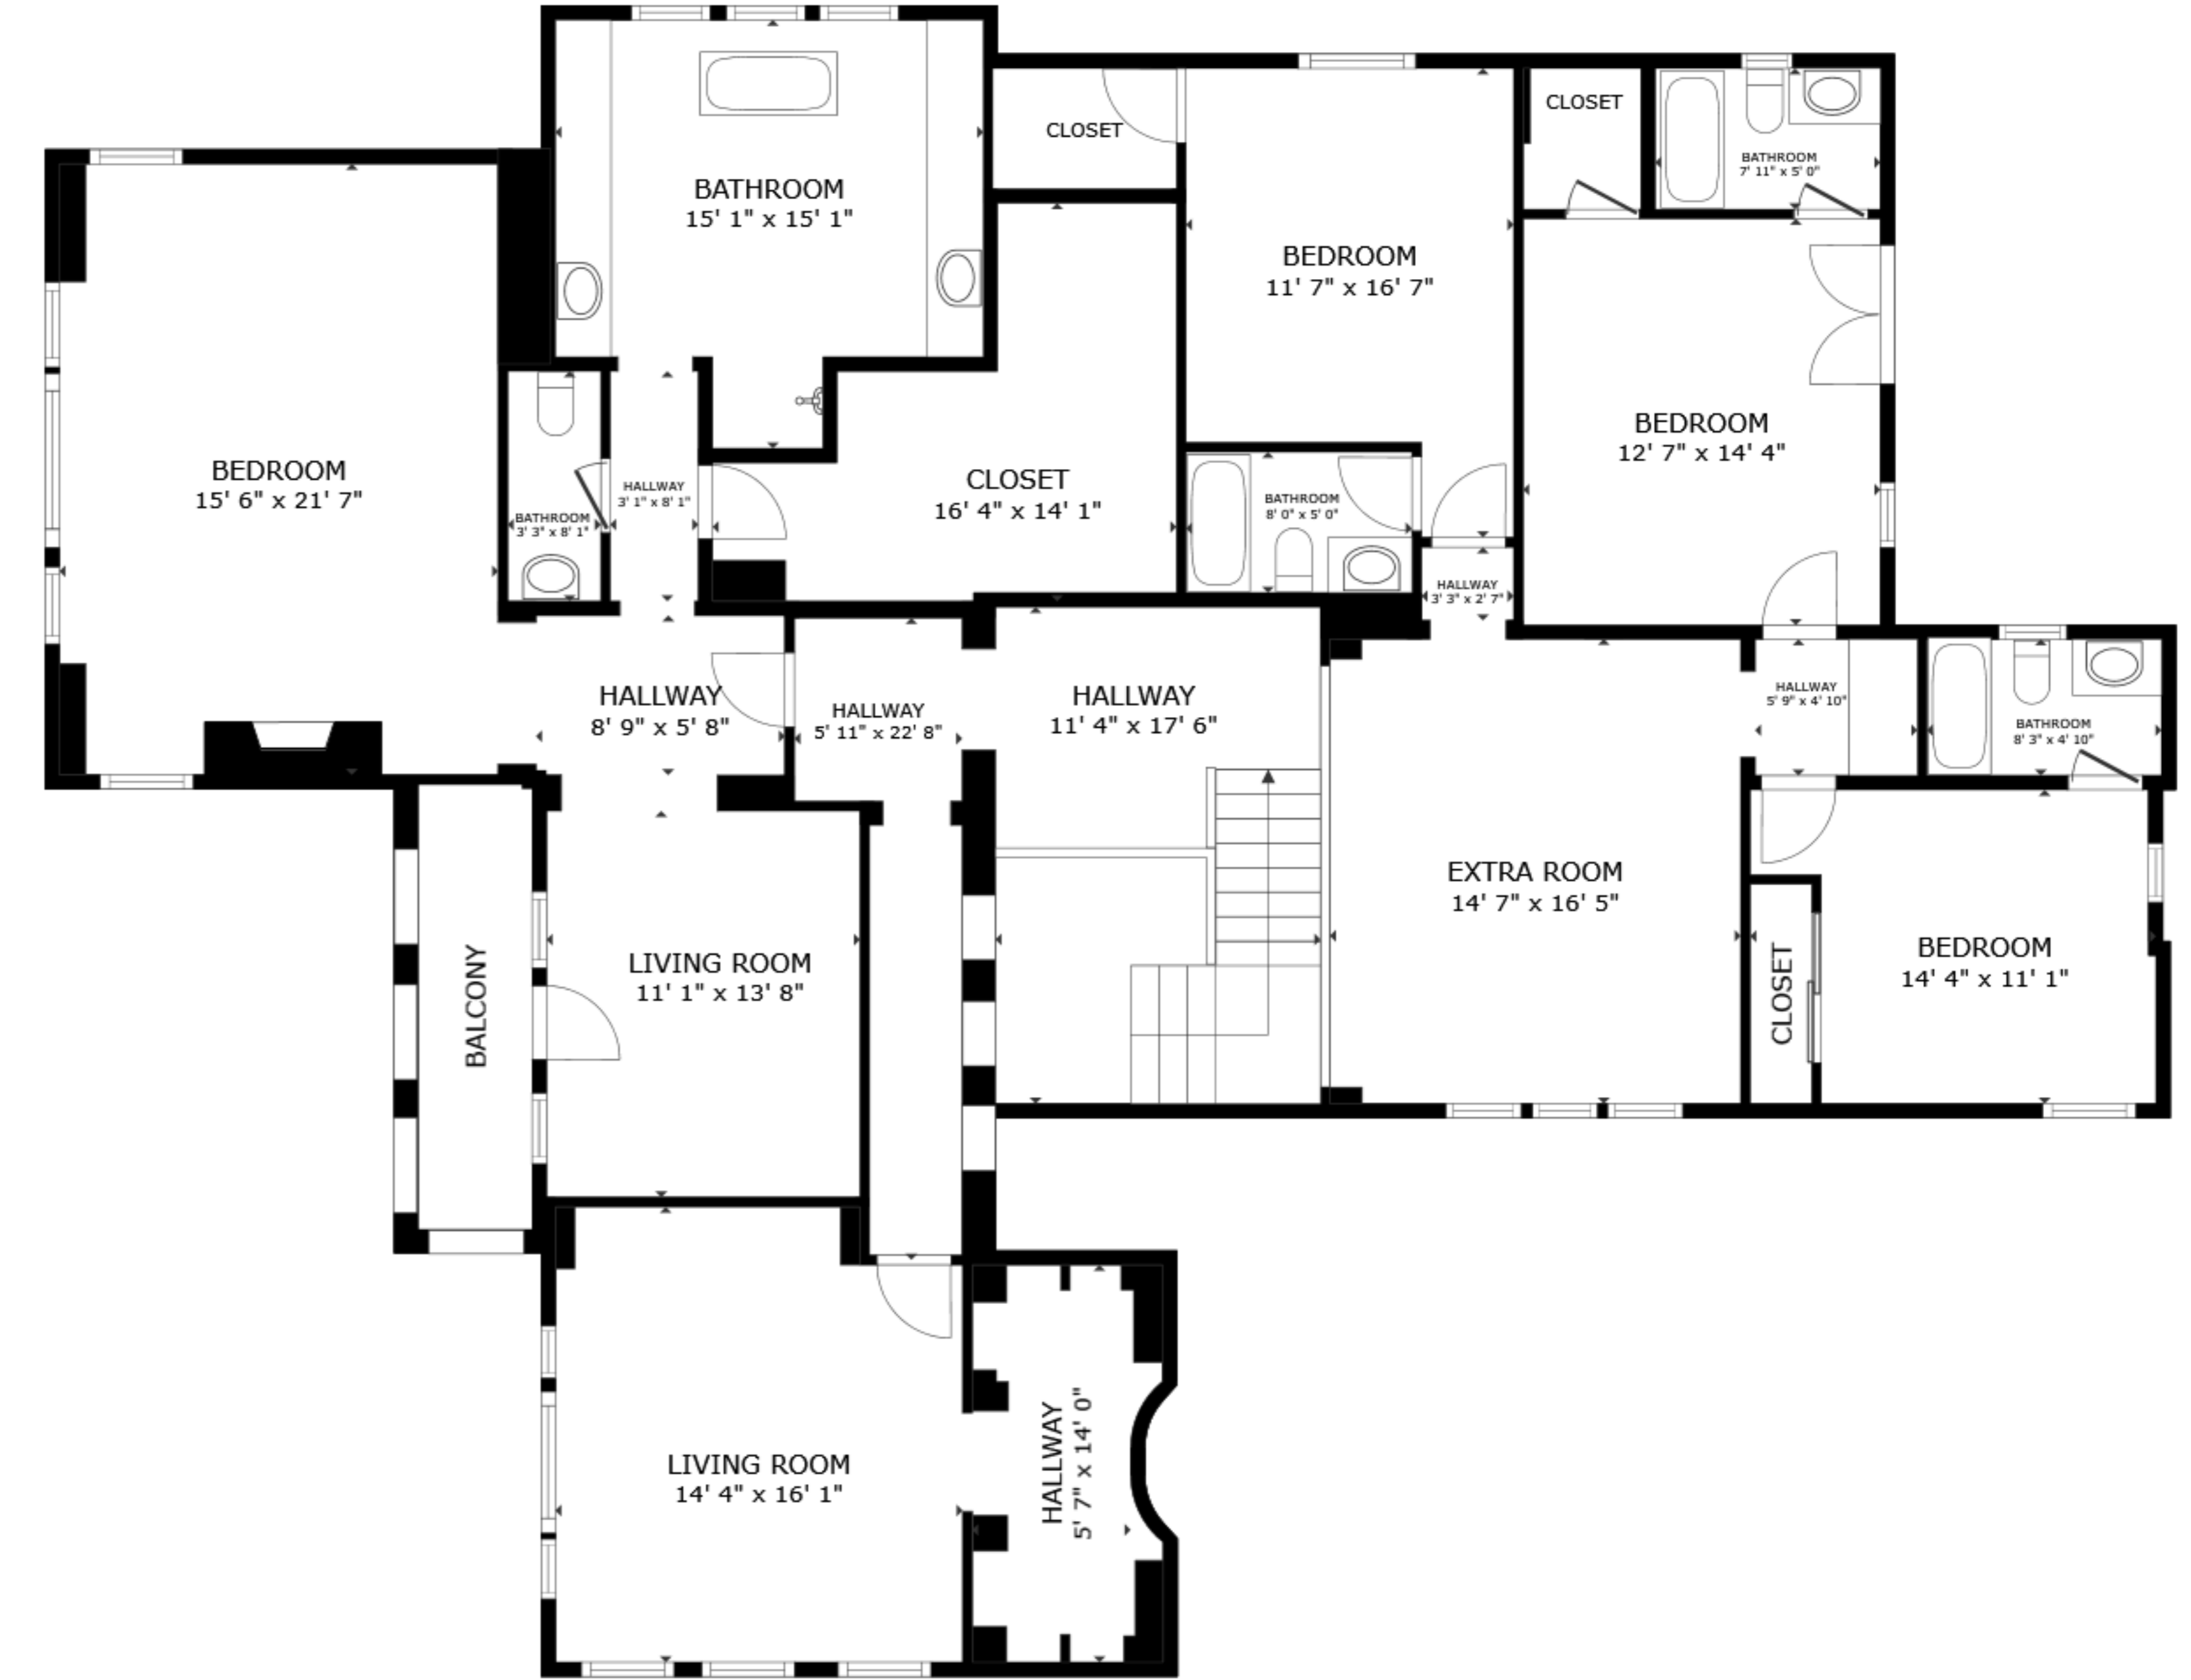 CLOSET
CLOSET
BATHROOM
7' 11" x 5' 0"
BATHROOM
15' 1" x 15' 1"
BEDROOM
11' 7" x 16' 7"
BEDROOM
12' 7" x 14' 4"
BEDROOM
15' 6" x 21' 7"
HALLWAY
3' 1" x 8' 1"
CLOSET
16' 4" x 14' 1"
BATHROOM
8' 0" x 5' 0"
BATHROOM
3' 3" x 8' 1"
HALLWAY
3' 3" x 2' 7"
HALLWAY
8' 9" x 5' 8"
HALLWAY
5' 11" x 22' 8"
HALLWAY
11' 4" x 17' 6"
HALLWAY
5' 9" x 4' 10"
BATHROOM
8' 3" x 4' 10"
EXTRA ROOM
14' 7" x 16' 5"
BALCONY
LIVING ROOM
11' 1" x 13' 8"
CLOSET
BEDROOM
14' 4" x 11' 1"
LIVING ROOM
14' 4" x 16' 1"
HALLWAY
5' 7" x 14' 0"